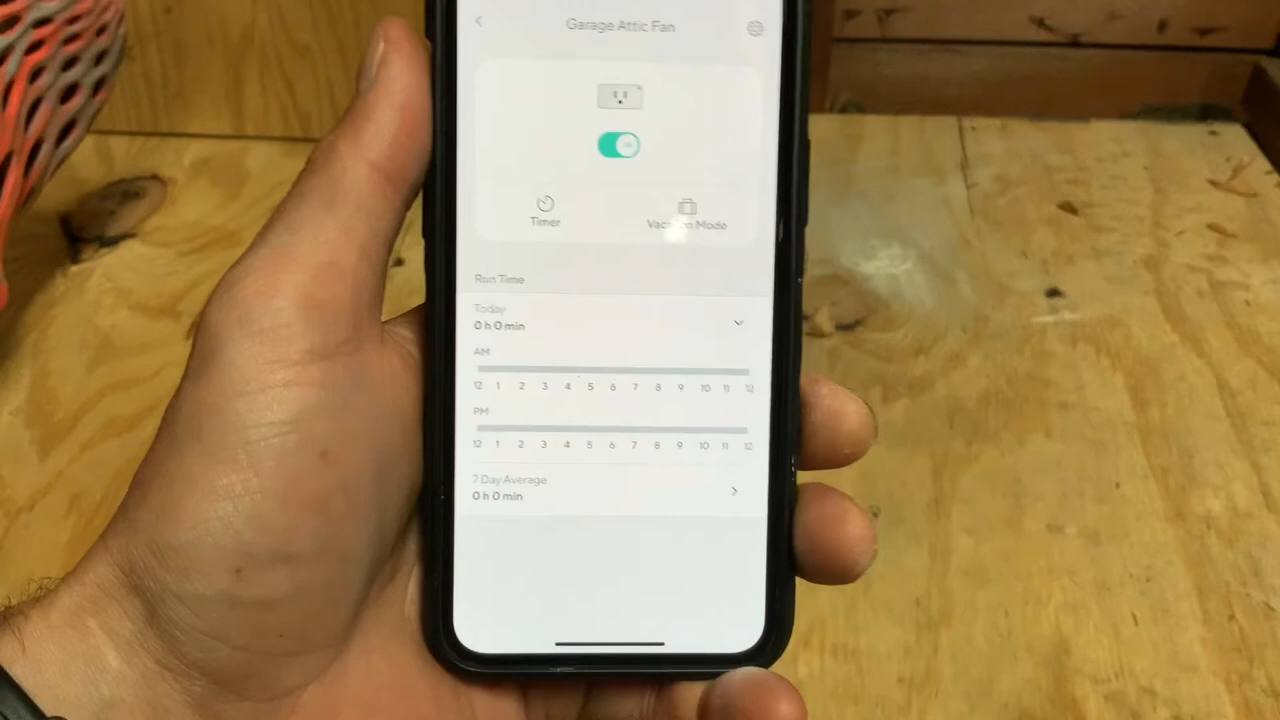 Garage Attic Fan
Timer
Vacation Mode
Run Time
Today
0 h 0 min
AM
12 1 2 3 4 5 6 7 8 9 10 11 12
PM
12 1 2 3 4 5 6 7 8 9 10 11 12
7 Day Average
0 h 0 min